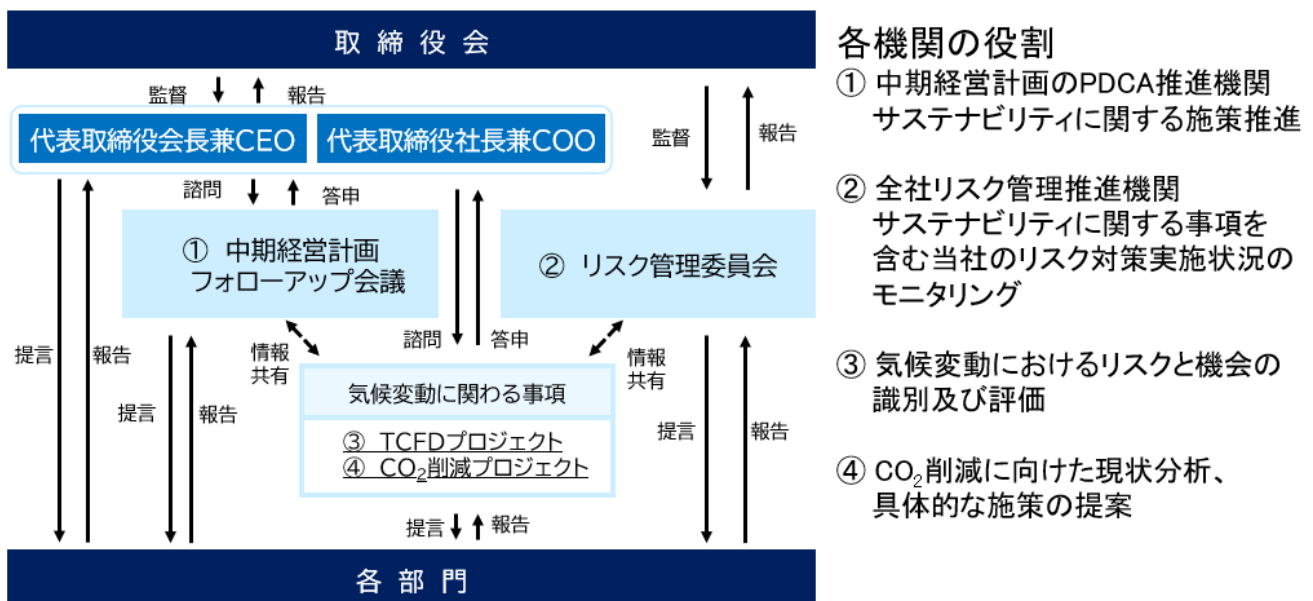 取締役会
監督
報告
代表取締役会長兼CEO
代表取締役社長兼COO
監督
報告
諮問
答申
① 中期経営計画
フォローアップ会議
② リスク管理委員会
提言
報告
情報
共有
諮問
答申
情報
共有
気候変動に関わる事項
③ TCFDプロジェクト
④ CO₂削減プロジェクト
提言
報告
提言
報告
提言
報告
各部門
各機関の役割
① 中期経営計画のPDCA推進機関
サステナビリティに関する施策推進
② 全社リスク管理推進機関
サステナビリティに関する事項を
含む当社のリスク対策実施状況の
モニタリング
③ 気候変動におけるリスクと機会の
識別及び評価
④ CO₂削減に向けた現状分析、
具体的な施策の提案